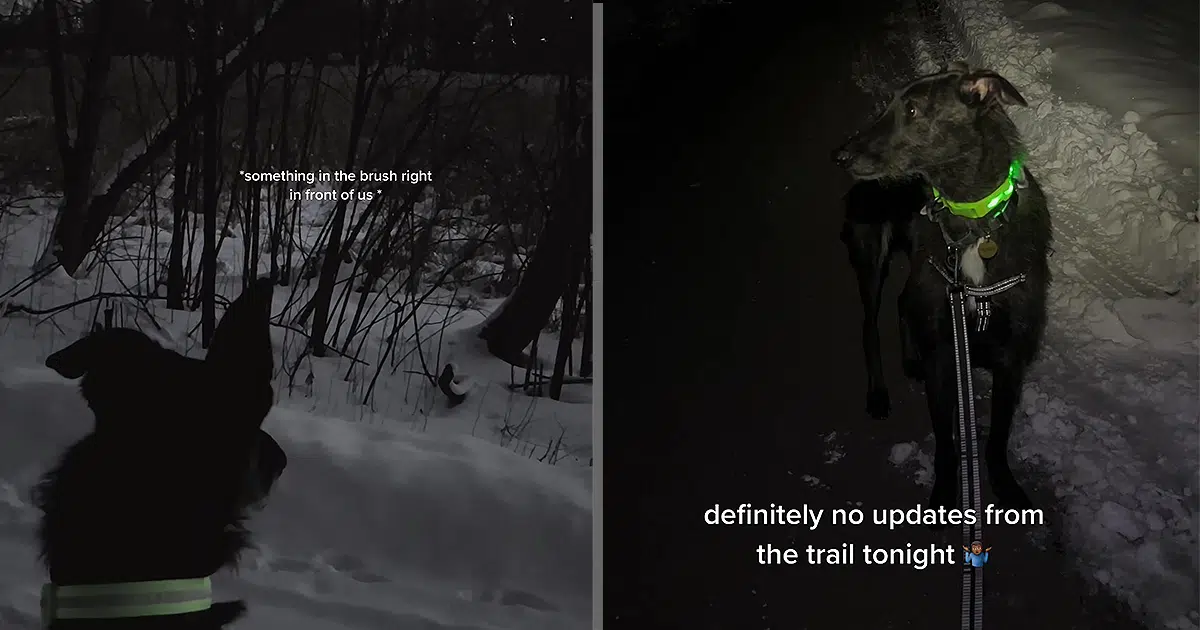 *something in the brush right
in front of us *
definitely no updates from
the trail tonight 🤷🏾‍♂️